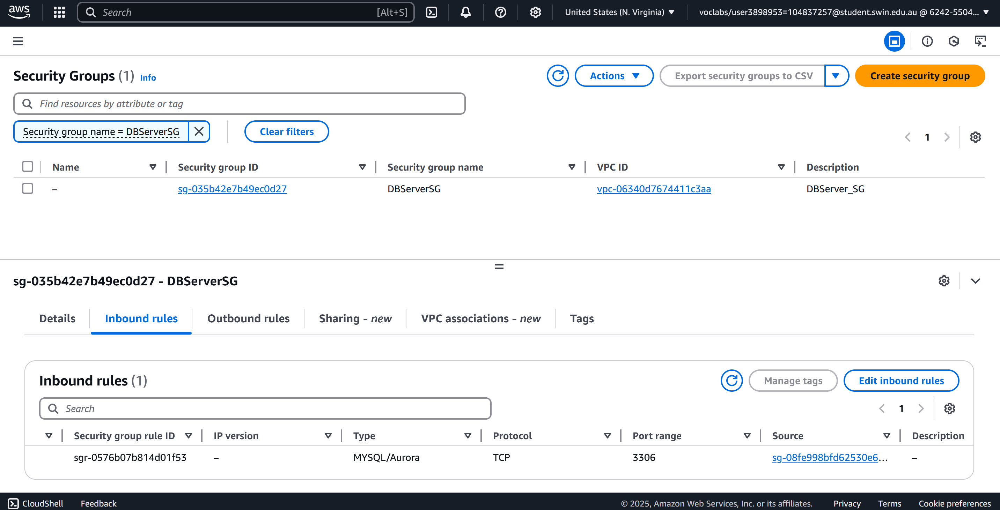 aws
Search [Alt+S]
United States (N. Virginia)
voclabs/user3898953=104837257@student.swin.edu.au @ 6242-5504...
Security Groups (1) Info
Actions
Export security groups to CSV
Create security group
Find resources by attribute or tag
Security group name = DBServerSG
Clear filters
1
Name Security group ID Security group name VPC ID Description
– sg-035b42e7b49ec0d27 DBServerSG vpc-06340d7674411c3aa DBServer_SG
sg-035b42e7b49ec0d27 - DBServerSG
Details Inbound rules Outbound rules Sharing - new VPC associations - new Tags
Inbound rules (1)
Manage tags
Edit inbound rules
Search
1
Security group rule ID IP version Type Protocol Port range Source Description
sgr-0576b07b814d01f53 – MYSQL/Aurora TCP 3306 sg-08fe998bfd62530e6... –
CloudShell Feedback © 2025, Amazon Web Services, Inc. or its affiliates. Privacy Terms Cookie preferences